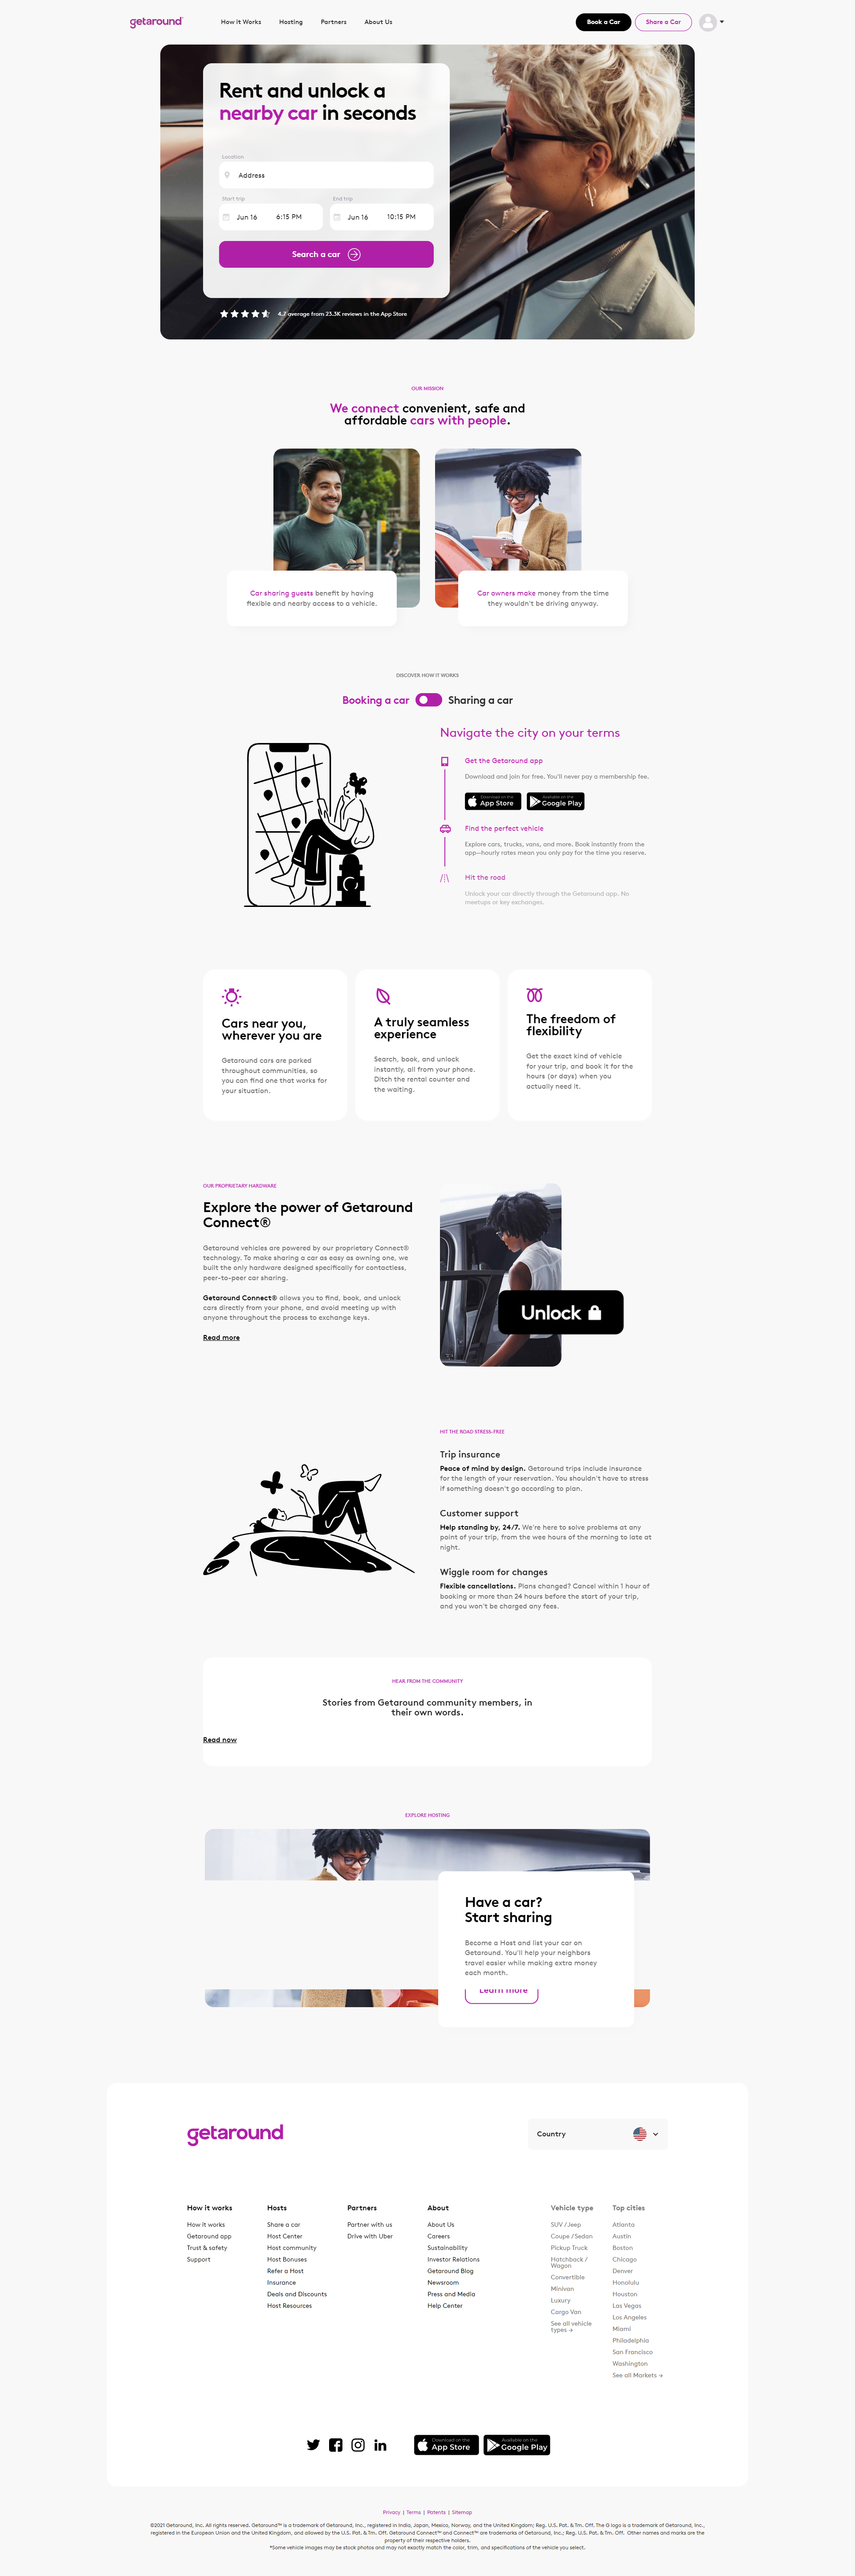 getaround
How it Works
Hosting
Partners
About Us
Book a Car
Share a Car
Rent and unlock a
nearby car in seconds
Location
Address
Start trip
End trip
Jun 16
6:15 PM
Jun 16
10:15 PM
Search a car
4.7 average from 23.3K reviews in the App Store
OUR MISSION
We connect convenient, safe and
affordable cars with people.
Car sharing guests benefit by having
flexible and nearby access to a vehicle.
Car owners make money from the time
they wouldn't be driving anyway.
DISCOVER HOW IT WORKS
Booking a car
Sharing a car
Navigate the city on your terms
Get the Getaround app
Download and join for free. You'll never pay a membership fee.
Download on the
App Store
Available on the
Google Play
Find the perfect vehicle
Explore cars, trucks, vans, and more. Book instantly from the
app—hourly rates mean you only pay for the time you reserve.
Hit the road
Unlock your car directly through the Getaround app. No
meetups or key exchanges.
Cars near you,
wherever you are
Getaround cars are parked
throughout communities, so
you can find one that works for
your situation.
A truly seamless
experience
Search, book, and unlock
instantly, all from your phone.
Ditch the rental counter and
the waiting.
The freedom of
flexibility
Get the exact kind of vehicle
for your trip, and book it for the
hours (or days) when you
actually need it.
OUR PROPRIETARY HARDWARE
Explore the power of Getaround
Connect®
Getaround vehicles are powered by our proprietary Connect®
technology. To make sharing a car as easy as owning one, we
built the only hardware designed specifically for contactless,
peer-to-peer car sharing.
Getaround Connect® allows you to find, book, and unlock
cars directly from your phone, and avoid meeting up with
anyone throughout the process to exchange keys.
Read more
Unlock
HIT THE ROAD STRESS-FREE
Trip insurance
Peace of mind by design. Getaround trips include insurance
for the length of your reservation. You shouldn't have to stress
if something doesn't go according to plan.
Customer support
Help standing by, 24/7. We're here to solve problems at any
point of your trip, from the wee hours of the morning to late at
night.
Wiggle room for changes
Flexible cancellations. Plans changed? Cancel within 1 hour of
booking or more than 24 hours before the start of your trip,
and you won't be charged any fees.
HEAR FROM THE COMMUNITY
Stories from Getaround community members, in
their own words.
Read now
EXPLORE HOSTING
Have a car?
Start sharing
Become a Host and list your car on
Getaround. You'll help your neighbors
travel easier while making extra money
each month.
Learn more
getaround
Country
How it works
How it works
Getaround app
Trust & safety
Support
Hosts
Share a car
Host Center
Host community
Host Bonuses
Refer a Host
Insurance
Deals and Discounts
Host Resources
Partners
Partner with us
Drive with Uber
About
About Us
Careers
Sustainability
Investor Relations
Getaround Blog
Newsroom
Press and Media
Help Center
Vehicle type
SUV / Jeep
Coupe / Sedan
Pickup Truck
Hatchback /
Wagon
Convertible
Minivan
Luxury
Cargo Van
See all vehicle
types →
Top cities
Atlanta
Austin
Boston
Chicago
Denver
Honolulu
Houston
Las Vegas
Los Angeles
Miami
Philadelphia
San Francisco
Washington
See all Markets →
Download on the
App Store
Available on the
Google Play
Privacy | Terms | Patents | Sitemap
©2021 Getaround, Inc. All rights reserved. Getaround™ is a trademark of Getaround, Inc., registered in India, Japan, Mexico, Norway, and the United Kingdom; Reg. U.S. Pat. & Tm. Off. The G logo is a trademark of Getaround, Inc.,
registered in the European Union and the United Kingdom, and allowed by the U.S. Pat. & Tm. Off. Getaround Connect™ and Connect™ are trademarks of Getaround, Inc.; Reg. U.S. Pat. & Tm. Off. Other names and marks are the
property of their respective holders.
*Some vehicle images may be stock photos and may not exactly match the color, trim, and specifications of the vehicle you select.